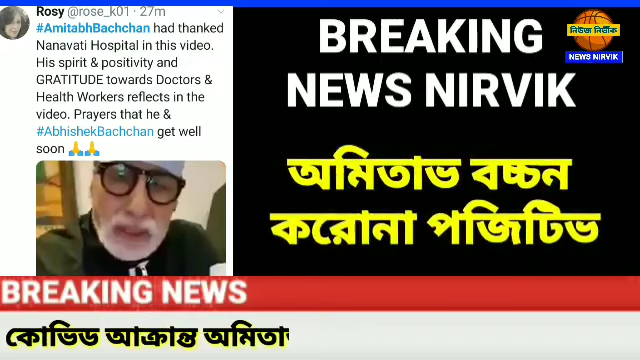 Rosy @rose_k01 · 27m
#AmitabhBachchan had thanked
Nanavati Hospital in this video.
His spirit & positivity and
GRATITUDE towards Doctors &
Health Workers reflects in the
video. Prayers that he &
#AbhishekBachchan get well
soon 🙏🙏
BREAKING
NEWS NIRVIK
নিউজ নির্ভীক
NEWS NIRVIK
অমিতাভ বচ্চন
করোনা পজিটিভ
BREAKING NEWS
কোভিড আক্রান্ত